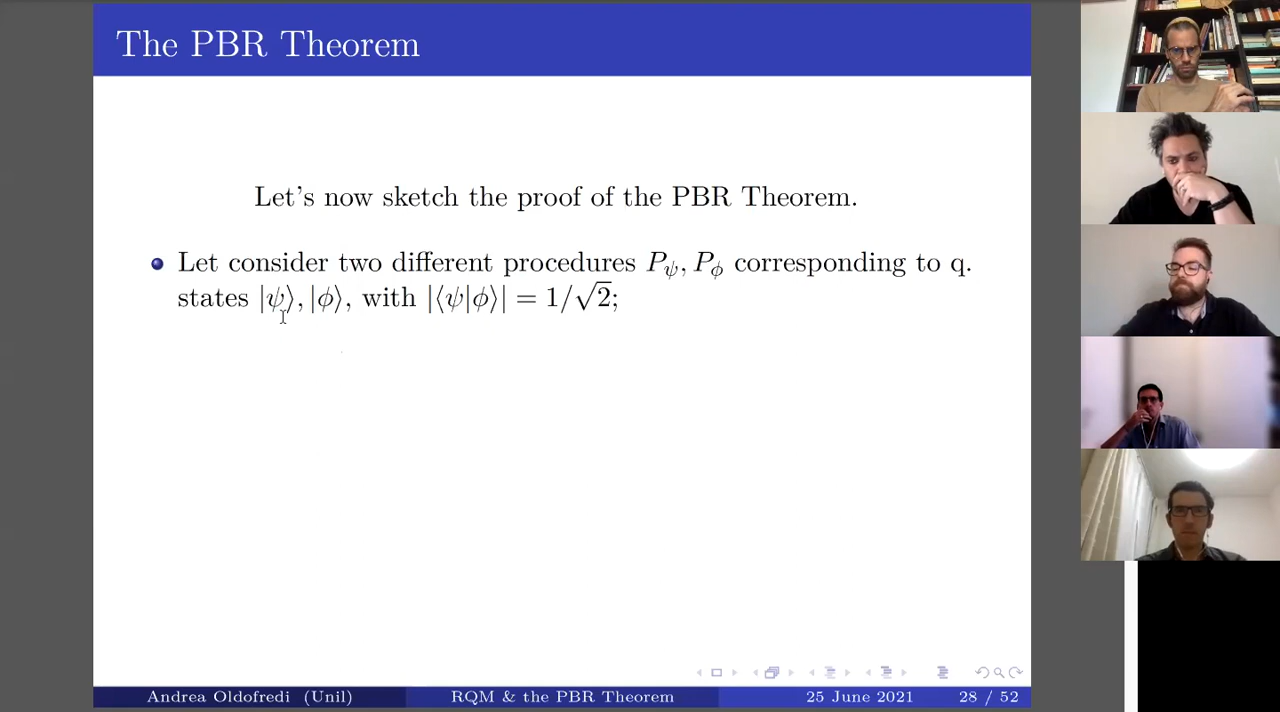 The PBR Theorem
Let's now sketch the proof of the PBR Theorem.
Let consider two different procedures P_ψ, P_ϕ corresponding to q.
states |ψ⟩, |ϕ⟩, with |⟨ψ|ϕ⟩| = 1/√2;
Andrea Oldofredi (Unil) RQM & the PBR Theorem 25 June 2021 28 / 52